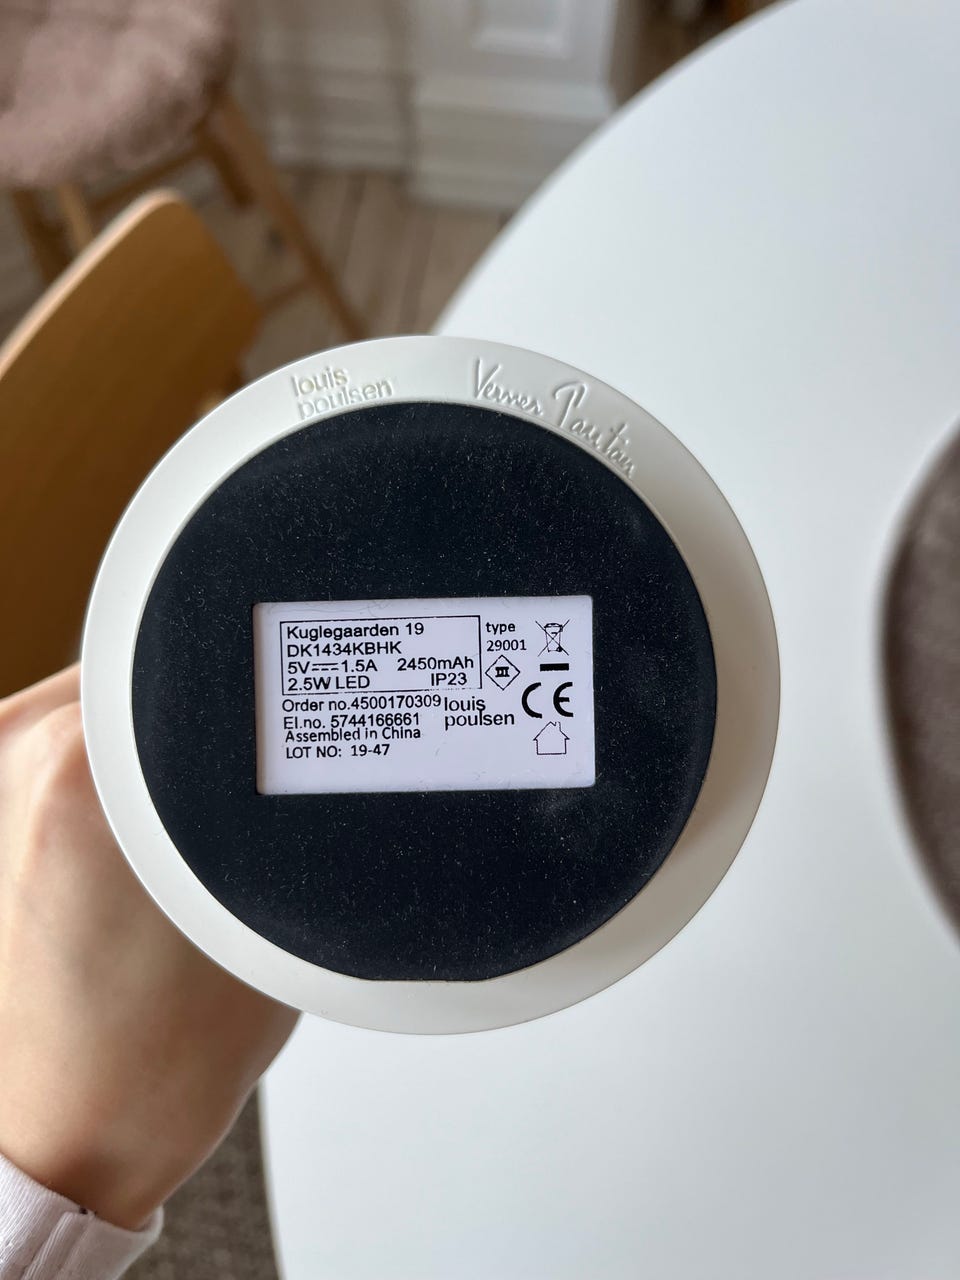 louis
poulsen
Verner Panton
Kuglegaarden 19
DK1434KBHK
5V⎓1.5A 2450mAh
2.5W LED IP23
type
29001
III
CE
Order no.4500170309
El.no. 5744166661
Assembled in China
LOT NO: 19-47
louis
poulsen